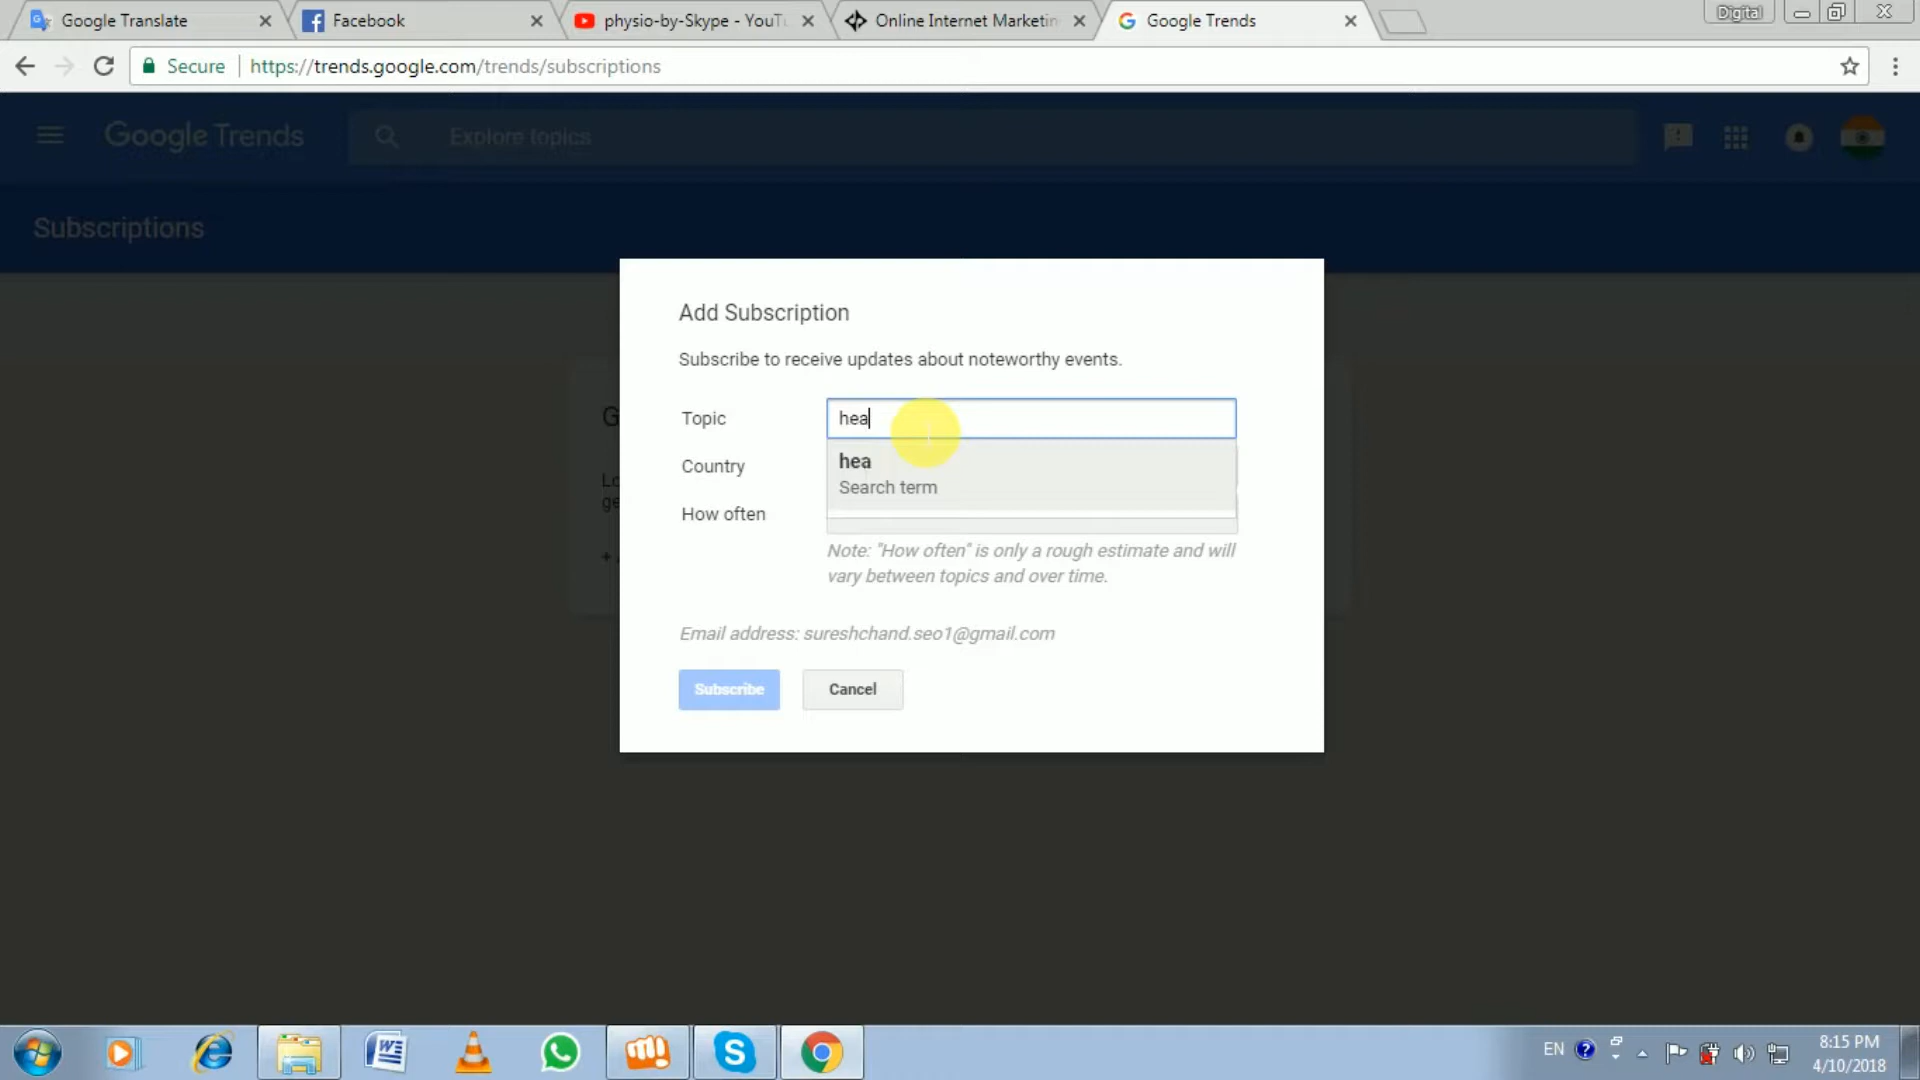 Google Translate
Facebook
physio-by-Skype - YouTu
Online Internet Marketin
Google Trends
Digital
Secure
https://trends.google.com/trends/subscriptions
Google Trends
Explore topics
Subscriptions
Add Subscription
Subscribe to receive updates about noteworthy events.
Topic
hea
hea
Search term
Country
How often
Note: "How often" is only a rough estimate and will
vary between topics and over time.
Email address: sureshchand.seo1@gmail.com
Subscribe
Cancel
EN
8:15 PM
4/10/2018